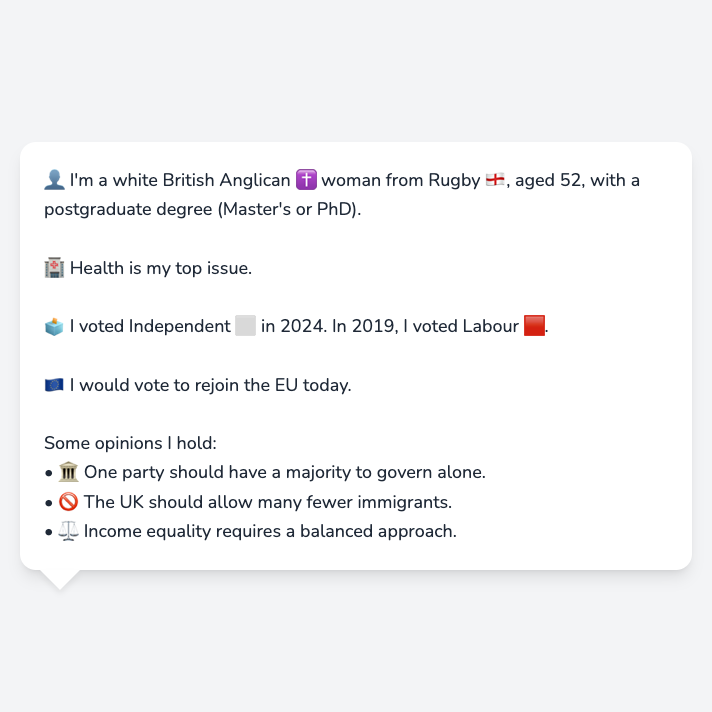 👤 I'm a white British Anglican ✝️ woman from Rugby 🏴󠁧󠁢󠁥󠁮󠁧󠁿, aged 52, with a
postgraduate degree (Master's or PhD).
🏥 Health is my top issue.
🗳️ I voted Independent ⬜ in 2024. In 2019, I voted Labour 🟥.
🇪🇺 I would vote to rejoin the EU today.
Some opinions I hold:
• 🏛️ One party should have a majority to govern alone.
• 🚫 The UK should allow many fewer immigrants.
• ⚖️ Income equality requires a balanced approach.